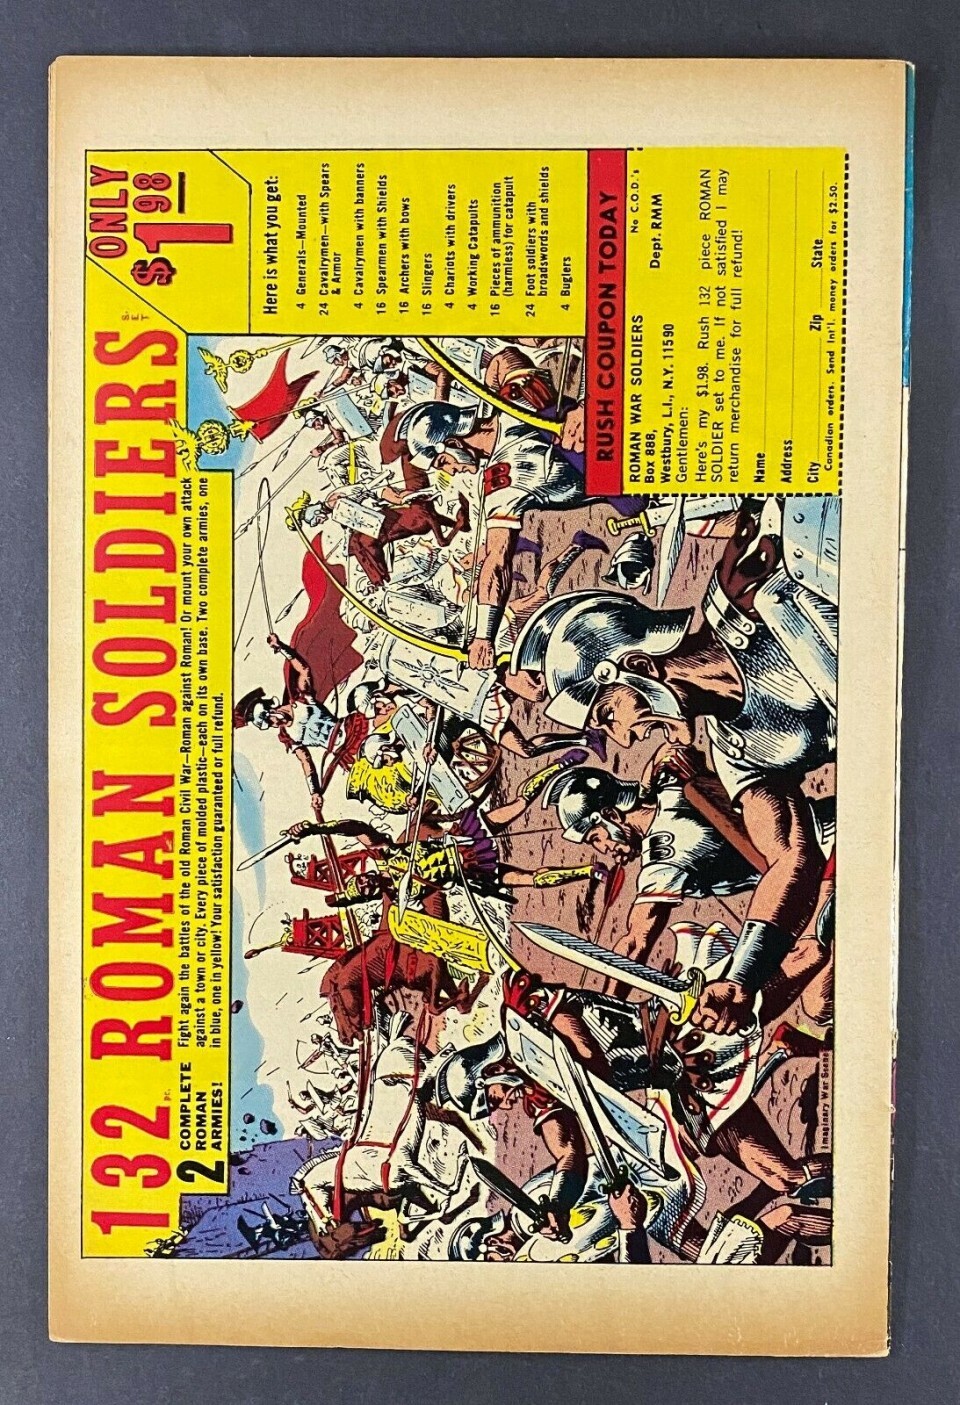 132 PC. ROMAN SOLDIERS SET
ONLY
$1.98
2 COMPLETE
ROMAN
ARMIES!
Fight again the battles of the old Roman Civil War—Roman against Roman! Or mount your own attack
against a town or city. Every piece of molded plastic—each on its own base. Two complete armies, one
in blue, one in yellow! Your satisfaction guaranteed or full refund.
Here is what you get:
4 Generals—Mounted
24 Cavalrymen—with Spears
& Armor
4 Cavalrymen with banners
16 Spearmen with Shields
16 Archers with bows
16 Slingers
4 Chariots with drivers
4 Working Catapults
16 Pieces of ammunition
(harmless) for catapult
24 Foot soldiers with
broadswords and shields
4 Buglers
RUSH COUPON TODAY
ROMAN WAR SOLDIERS No C.O.D.'s
Box 888,
Westbury, L.I., N.Y. 11590 Dept. RMM
Gentlemen:
Here's my $1.98. Rush 132 piece ROMAN
SOLDIER set to me. If not satisfied I may
return merchandise for full refund!
Name
Address
City Zip State
Canadian orders. Send Int'l. money orders for $2.50.
Imaginary War Scene